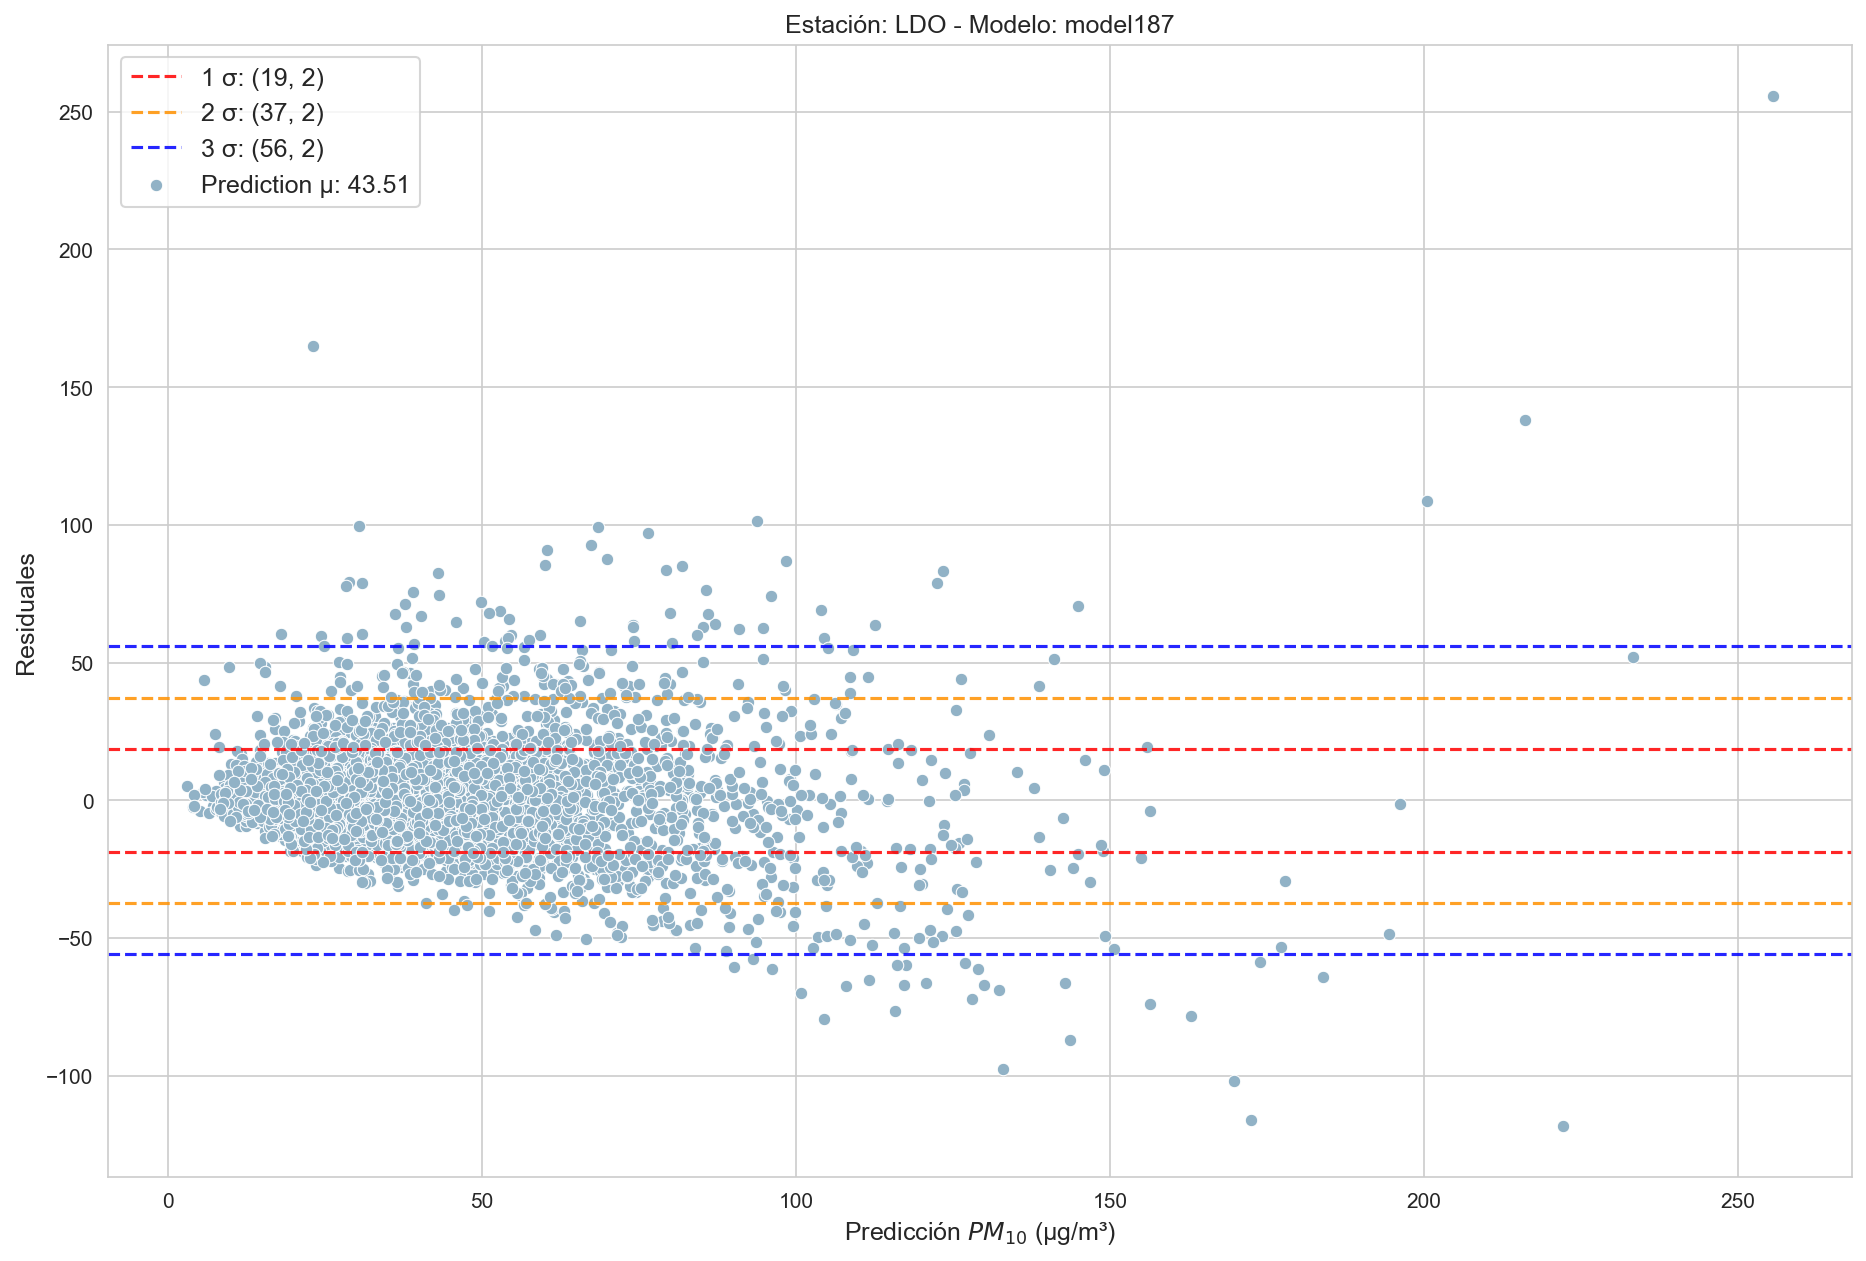 Estación: LDO - Modelo: model187
1 σ: (19, 2)
2 σ: (37, 2)
3 σ: (56, 2)
Prediction μ: 43.51
250
200
150
100
50
0
−50
−100
Residuales
0 50 100 150 200 250
Predicción PM₁₀ (μg/m³)